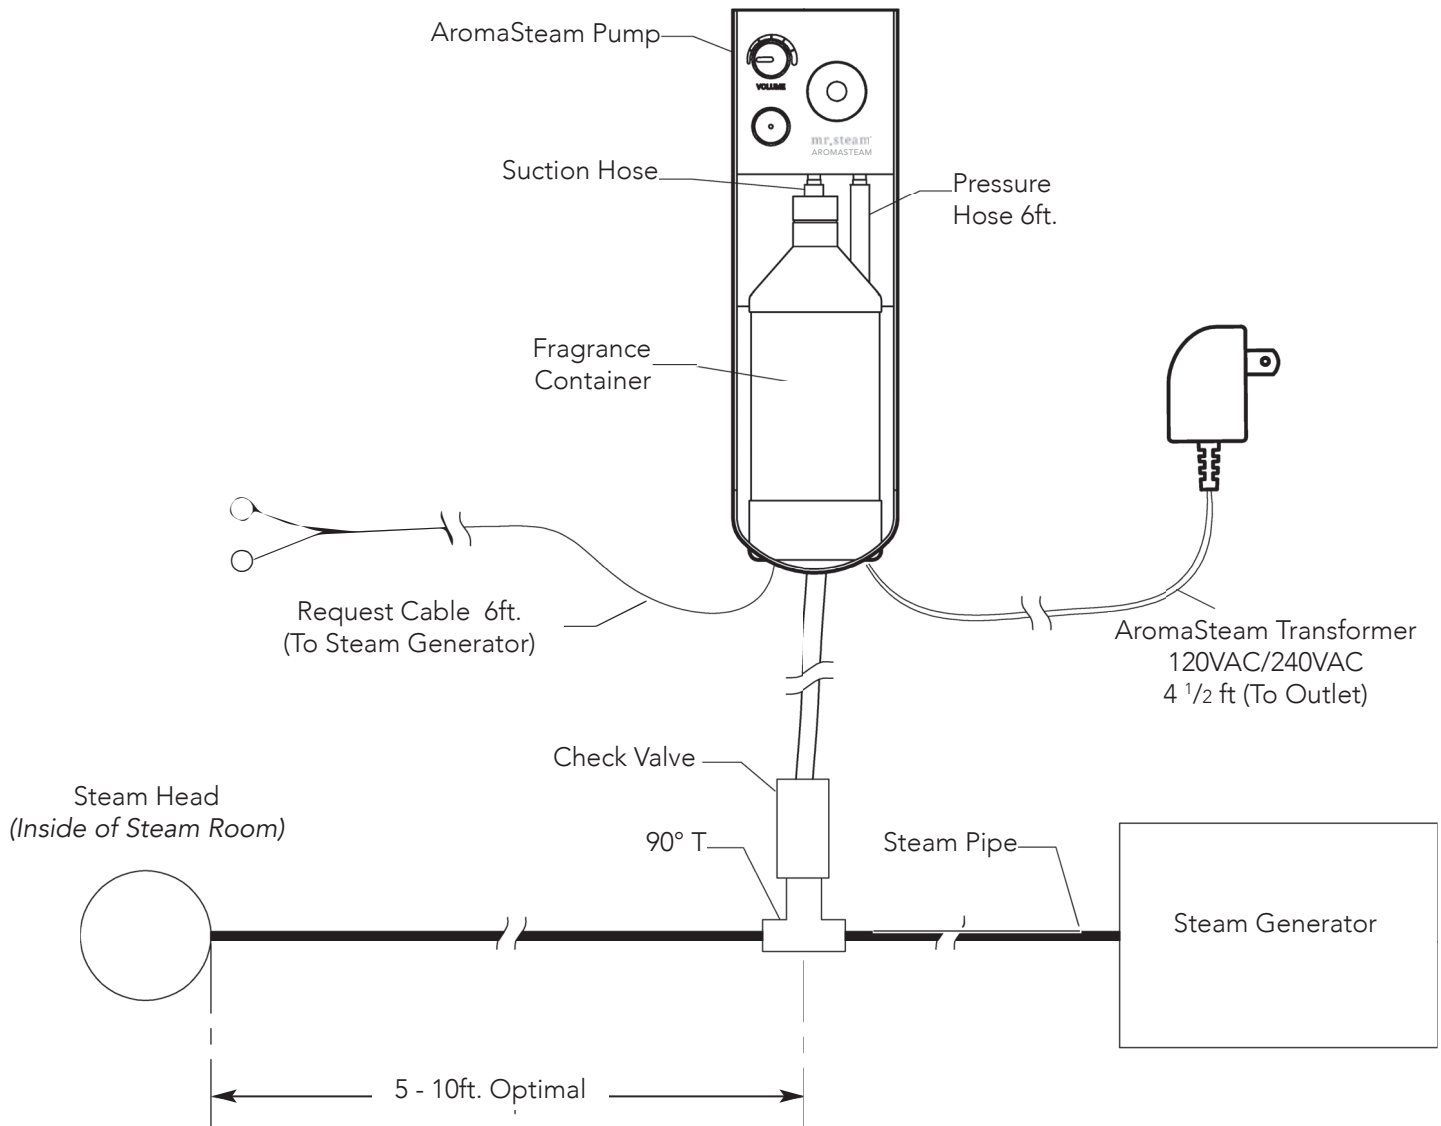 AromaSteam Pump
VOLUME
mr.steam®
AROMASTEAM
Suction Hose
Pressure
Hose 6ft.
Fragrance
Container
Request Cable 6ft.
(To Steam Generator)
AromaSteam Transformer
120VAC/240VAC
4 1/2 ft (To Outlet)
Check Valve
Steam Head
(Inside of Steam Room)
90° T
Steam Pipe
Steam Generator
5 - 10ft. Optimal